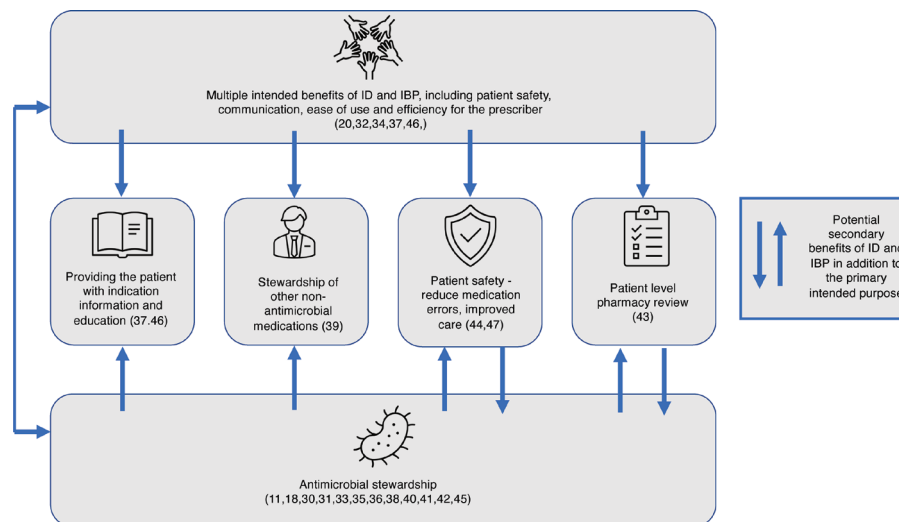 Multiple intended benefits of ID and IBP, including patient safety,
communication, ease of use and efficiency for the prescriber
(20,32,34,37,46,)
Providing the patient
with indication
information and
education (37.46)
Stewardship of
other non-
antimicrobial
medications (39)
Patient safety -
reduce medication
errors, improved
care (44,47)
Patient level
pharmacy review
(43)
Potential
secondary
benefits of ID and
IBP in addition to
the primary
intended purpose
Antimicrobial stewardship
(11,18,30,31,33,35,36,38,40,41,42,45)